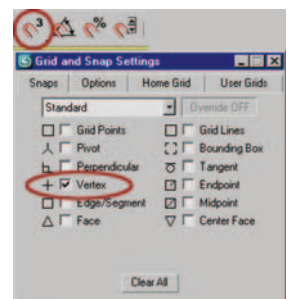 3 %
Grid and Snap Settings
Snaps Options Home Grid User Grids
Standard Override OFF
Grid Points Grid Lines
Pivot Bounding Box
Perpendicular Tangent
Vertex Endpoint
Edge/Segment Midpoint
Face Center Face
Clear All